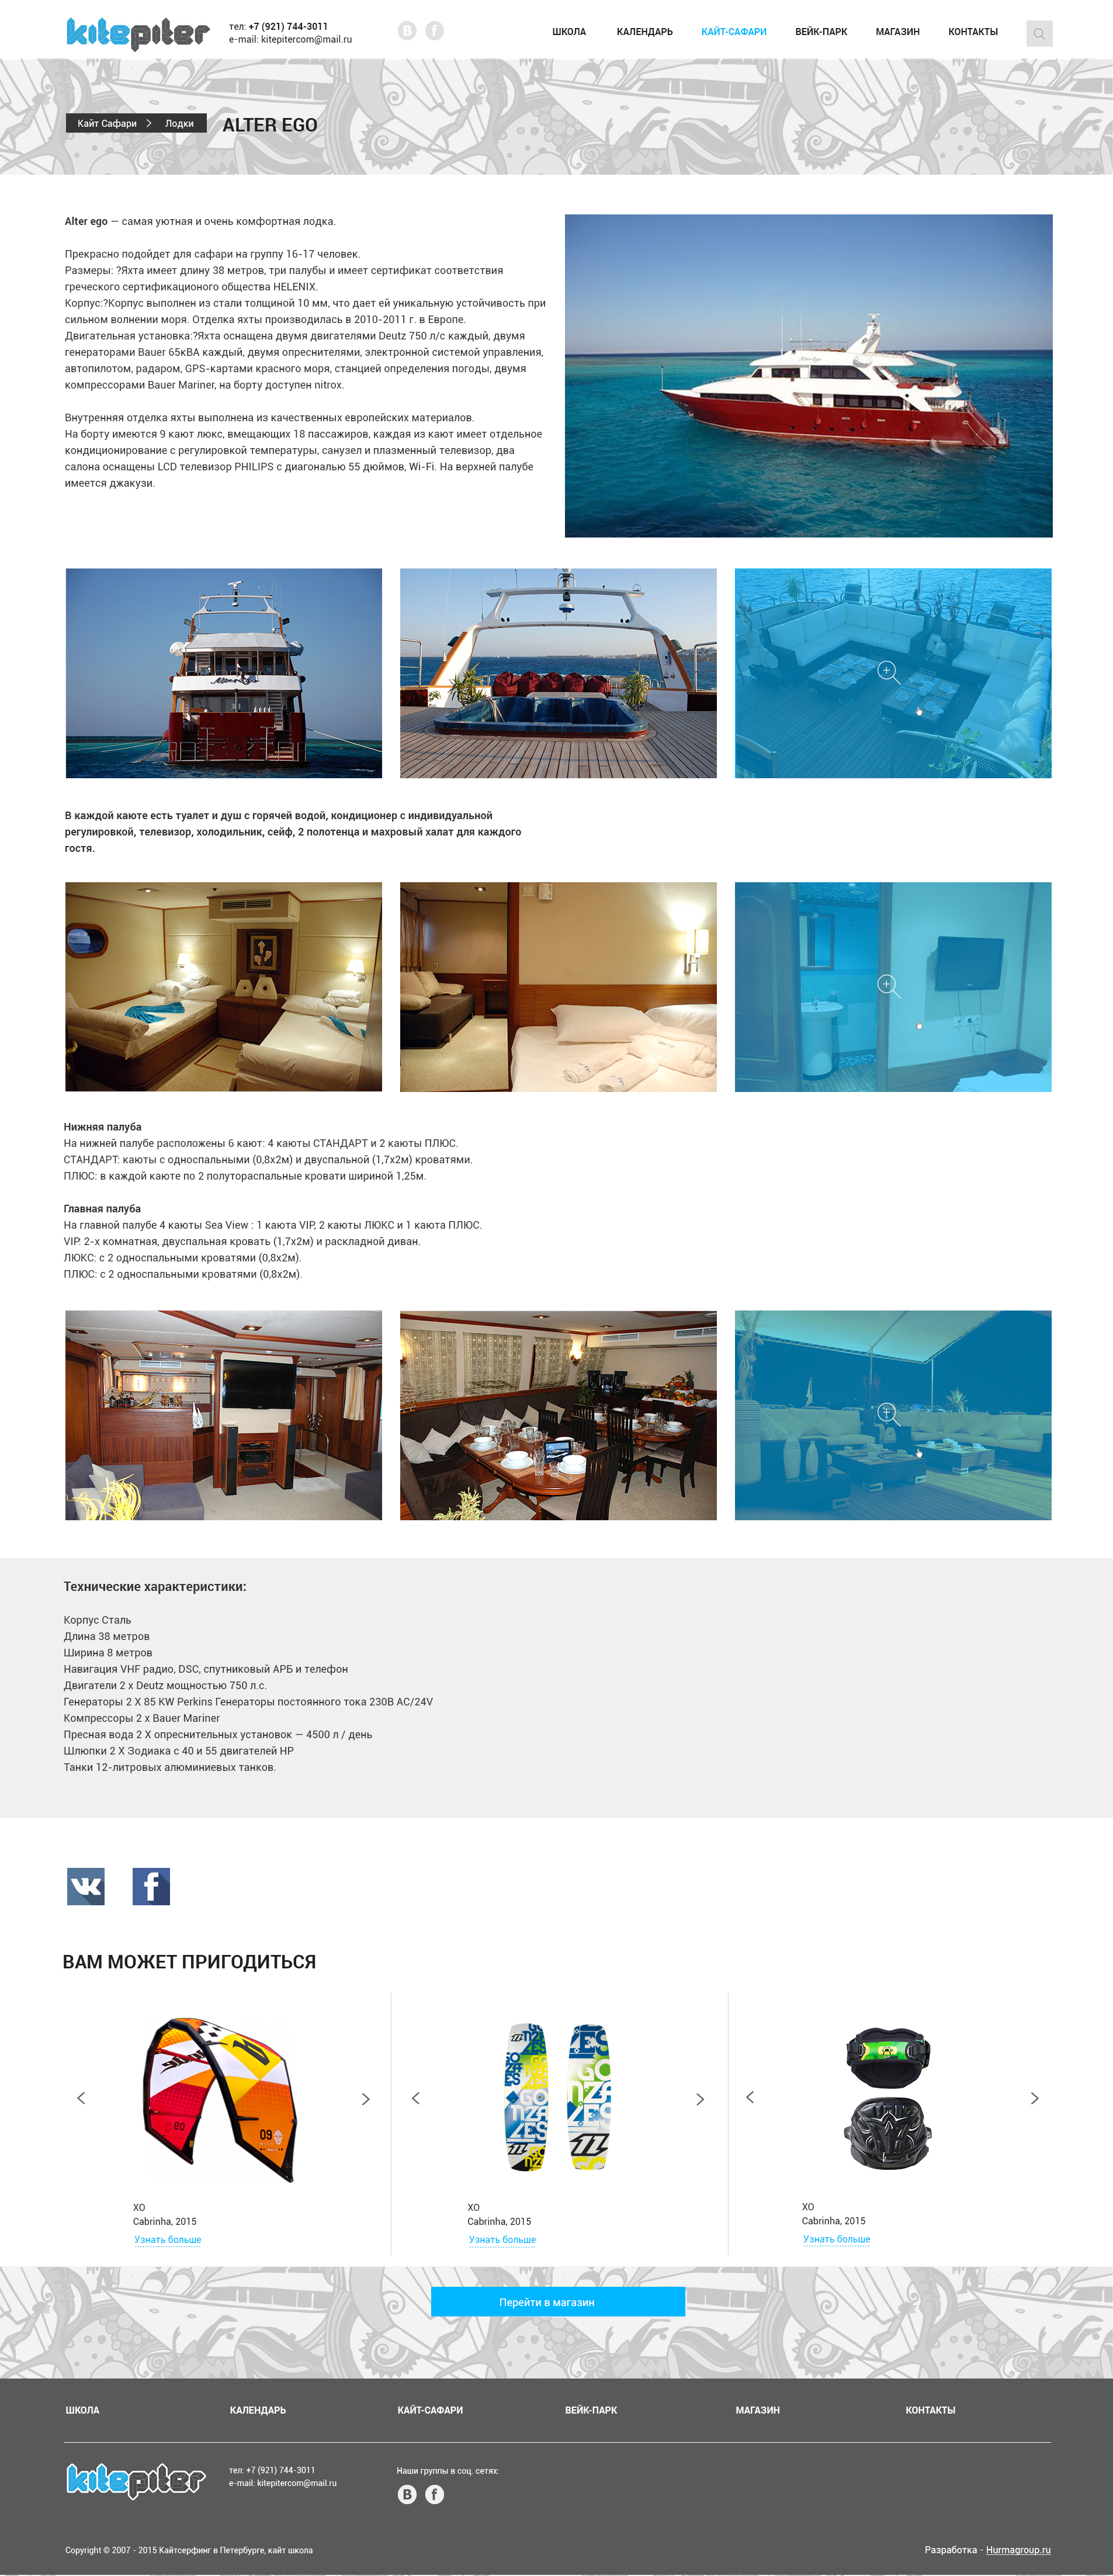 kitepiter
тел: +7 (921) 744-3011
e-mail: kitepitercom@mail.ru
В f
ШКОЛА КАЛЕНДАРЬ КАЙТ-САФАРИ ВЕЙК-ПАРК МАГАЗИН КОНТАКТЫ
Кайт Сафари > Лодки
ALTER EGO
Alter ego — самая уютная и очень комфортная лодка.
Прекрасно подойдет для сафари на группу 16-17 человек.
Размеры: ?Яхта имеет длину 38 метров, три палубы и имеет сертификат соответствия
греческого сертификационого общества HELENIX.
Корпус:?Корпус выполнен из стали толщиной 10 мм, что дает ей уникальную устойчивость при
сильном волнении моря. Отделка яхты производилась в 2010-2011 г. в Европе.
Двигательная установка:?Яхта оснащена двумя двигателями Deutz 750 л/с каждый, двумя
генераторами Bauer 65кВА каждый, двумя опреснителями, электронной системой управления,
автопилотом, радаром, GPS-картами красного моря, станцией определения погоды, двумя
компрессорами Bauer Mariner, на борту доступен nitrox.
Внутренняя отделка яхты выполнена из качественных европейских материалов.
На борту имеются 9 кают люкс, вмещающих 18 пассажиров, каждая из кают имеет отдельное
кондиционирование с регулировкой температуры, санузел и плазменный телевизор, два
салона оснащены LCD телевизор PHILIPS с диагональю 55 дюймов, Wi-Fi. На верхней палубе
имеется джакузи.
В каждой каюте есть туалет и душ с горячей водой, кондиционер с индивидуальной
регулировкой, телевизор, холодильник, сейф, 2 полотенца и махровый халат для каждого
гостя.
Нижняя палуба
На нижней палубе расположены 6 кают: 4 каюты СТАНДАРТ и 2 каюты ПЛЮС.
СТАНДАРТ: каюты с односпальными (0,8х2м) и двуспальной (1,7х2м) кроватями.
ПЛЮС: в каждой каюте по 2 полутораспальные кровати шириной 1,25м.
Главная палуба
На главной палубе 4 каюты Sea View : 1 каюта VIP, 2 каюты ЛЮКС и 1 каюта ПЛЮС.
VIP: 2-х комнатная, двуспальная кровать (1,7х2м) и раскладной диван.
ЛЮКС: с 2 односпальными кроватями (0,8х2м).
ПЛЮС: с 2 односпальными кроватями (0,8х2м).
Технические характеристики:
Корпус Сталь
Длина 38 метров
Ширина 8 метров
Навигация VHF радио, DSC, спутниковый АРБ и телефон
Двигатели 2 x Deutz мощностью 750 л.с.
Генераторы 2 X 85 KW Perkins Генераторы постоянного тока 230В AC/24V
Компрессоры 2 x Bauer Mariner
Пресная вода 2 X опреснительных установок — 4500 л / день
Шлюпки 2 X Зодиака с 40 и 55 двигателей HP
Танки 12-литровых алюминиевых танков.
ВАМ МОЖЕТ ПРИГОДИТЬСЯ
09
GONZALES
XO
Cabrinha, 2015
Узнать больше
XO
Cabrinha, 2015
Узнать больше
XO
Cabrinha, 2015
Узнать больше
Перейти в магазин
ШКОЛА КАЛЕНДАРЬ КАЙТ-САФАРИ ВЕЙК-ПАРК МАГАЗИН КОНТАКТЫ
kitepiter
тел: +7 (921) 744-3011
e-mail: kitepitercom@mail.ru
Наши группы в соц. сетях:
В f
Copyright © 2007 - 2015 Кайтсерфинг в Петербурге, кайт школа
Разработка - Hurmagroup.ru